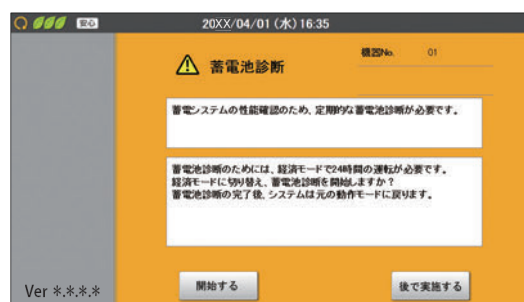 安心 20XX/04/01 (水) 16:35
機器No. 01
蓄電池診断
蓄電システムの性能確認のため、定期的な蓄電池診断が必要です。
蓄電池診断のためには、経済モードで24時間の運転が必要です。
経済モードに切り替え、蓄電池診断を開始しますか？
蓄電池診断の完了後、システムは元の動作モードに戻ります。
開始する 後で実施する
Ver *.*.*.*